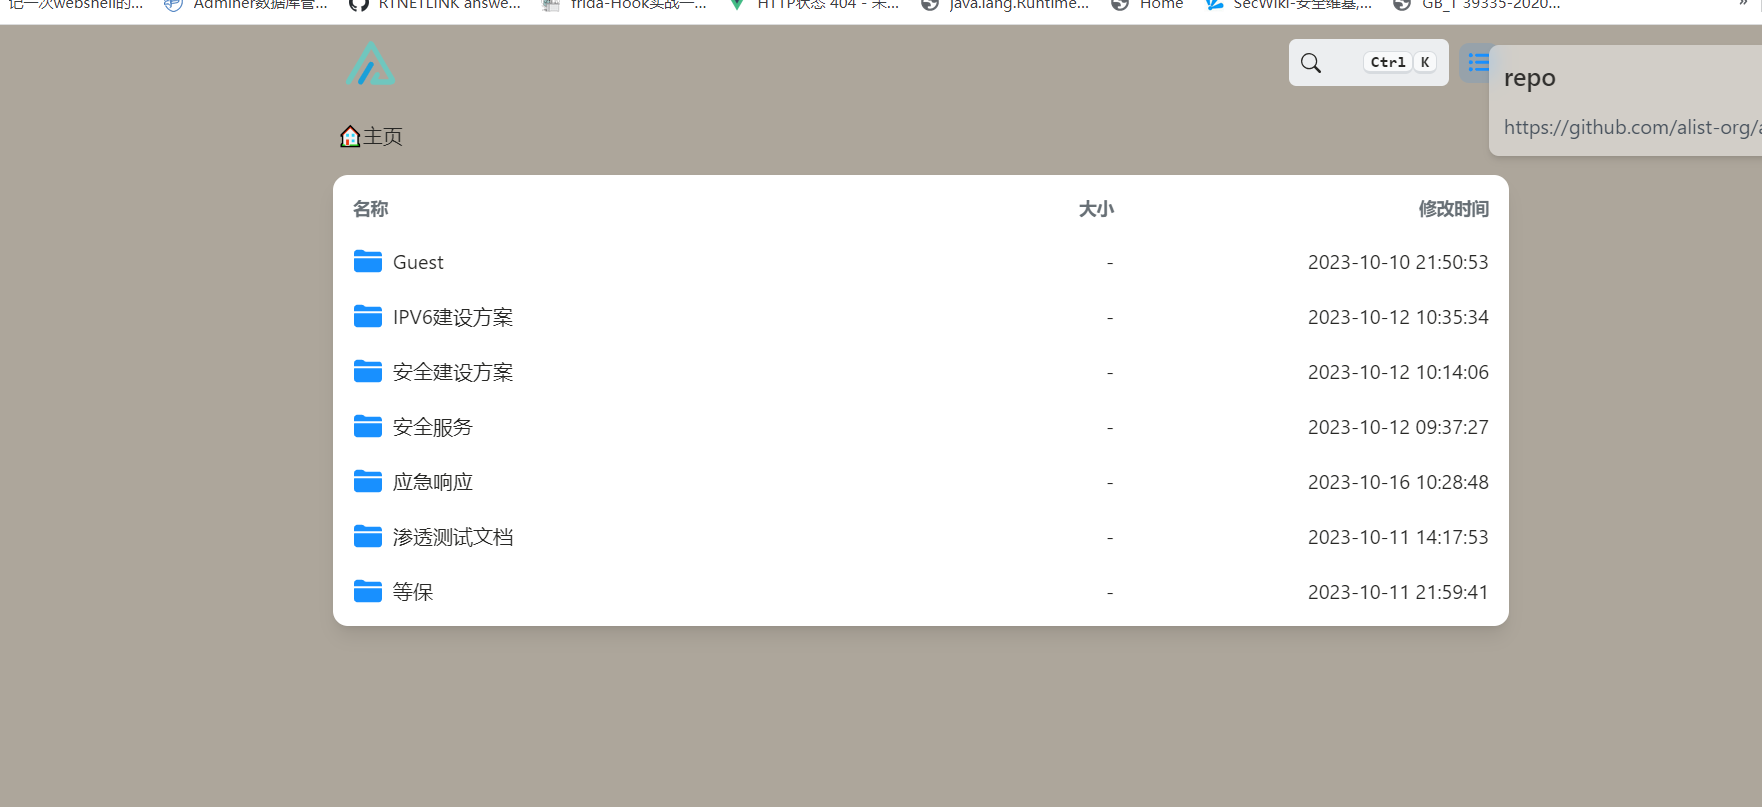 记一次webshell的... Adminer数据库管... RTNETLINK answe... frida-Hook实战一... HTTP状态 404 - 未... java.lang.Runtime... Home SecWiki-安全维基,... GB_T 39335-2020... »
Ctrl K
repo
https://github.com/alist-org/a
主页
名称 大小 修改时间
Guest - 2023-10-10 21:50:53
IPV6建设方案 - 2023-10-12 10:35:34
安全建设方案 - 2023-10-12 10:14:06
安全服务 - 2023-10-12 09:37:27
应急响应 - 2023-10-16 10:28:48
渗透测试文档 - 2023-10-11 14:17:53
等保 - 2023-10-11 21:59:41